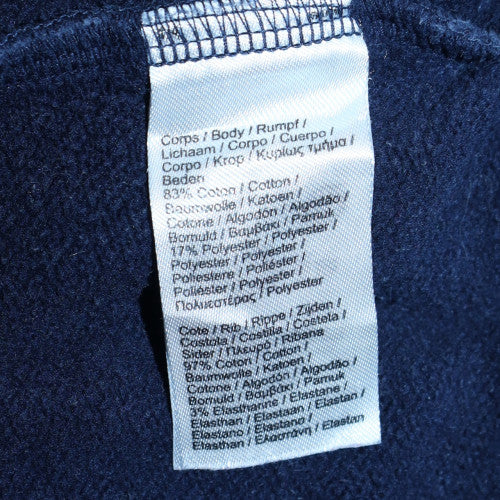 Corps / Body / Rumpf /
Lichaam / Corpo / Cuerpo /
Corpo / Krop / Κυρίως τμήμα /
Beden
83% Coton / Cotton /
Baumwolle / Katoen /
Cotone / Algodón / Algodão /
Bomuld / Βαμβάκι / Pamuk
17% Polyester / Polyester /
Polyester / Polyester /
Poliestere / Poliéster /
Poliéster / Polyester /
Πολυεστέρας / Polyester
Cote / Rib / Rippe / Zijden /
Costola / Costilla / Costela /
Sider / Πλευρό / Ribana
97% Coton / Cotton /
Baumwolle / Katoen /
Cotone / Algodón / Algodão /
Bomuld / Βαμβάκι / Pamuk
3% Elasthanne / Elastane /
Elasthan / Elastaan / Elastan /
Elastano / Elastano / Elastan /
Elasthan / Ελαστάνη / Elastan